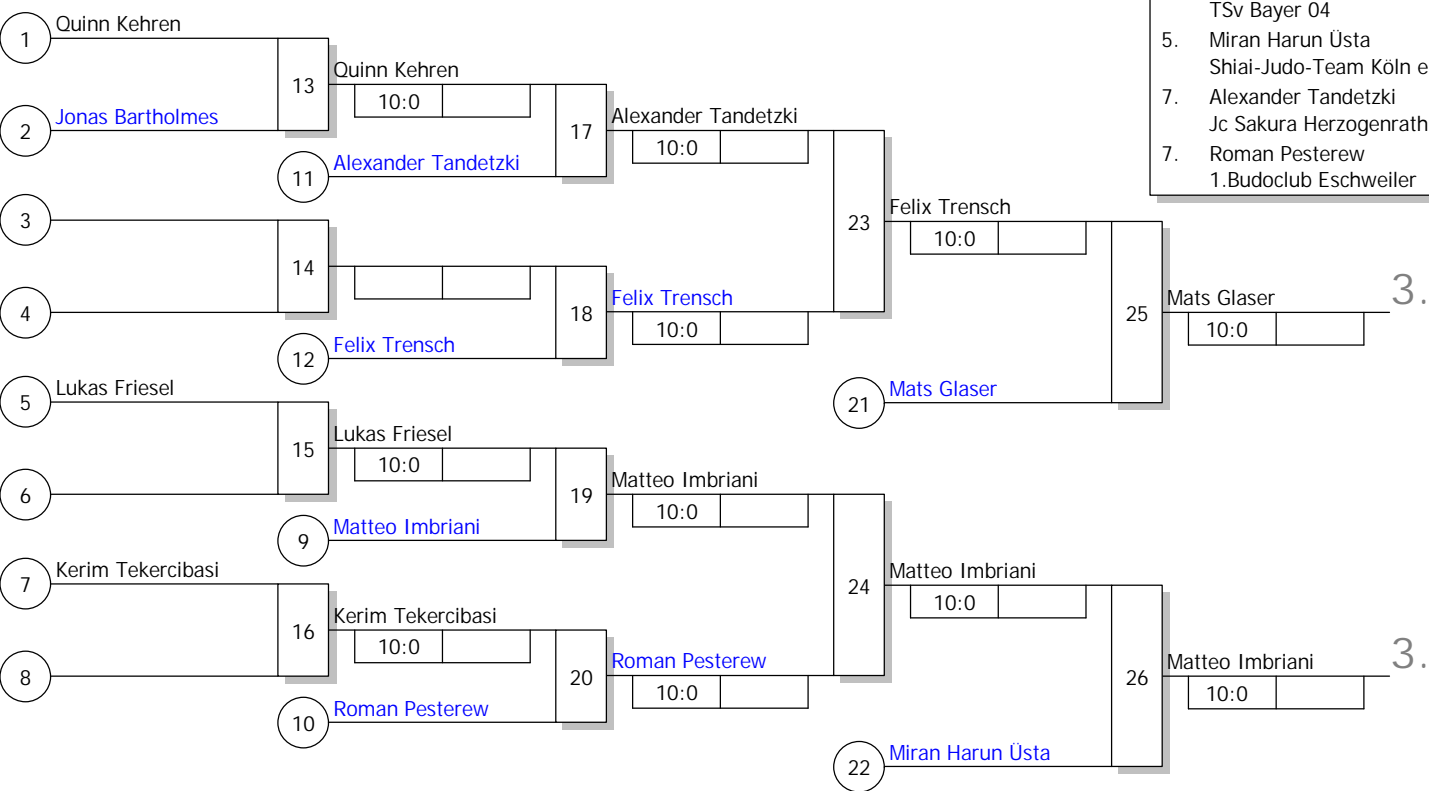 TSv Bayer 04
5. Miran Harun Üsta
Shiai-Judo-Team Köln e
7. Alexander Tandetzki
Jc Sakura Herzogenrath
7. Roman Pesterew
1.Budoclub Eschweiler
1 Quinn Kehren
13 Quinn Kehren
10:0
2 Jonas Bartholmes
17 Alexander Tandetzki
10:0
11 Alexander Tandetzki
3
14
23 Felix Trensch
10:0
4
18 Felix Trensch
10:0
12 Felix Trensch
25 Mats Glaser 3.
10:0
21 Mats Glaser
5 Lukas Friesel
15 Lukas Friesel
10:0
6
19 Matteo Imbriani
10:0
9 Matteo Imbriani
7 Kerim Tekercibasi
24 Matteo Imbriani
10:0
16 Kerim Tekercibasi
10:0
8
20 Roman Pesterew
10:0
10 Roman Pesterew
26 Matteo Imbriani 3.
10:0
22 Miran Harun Üsta